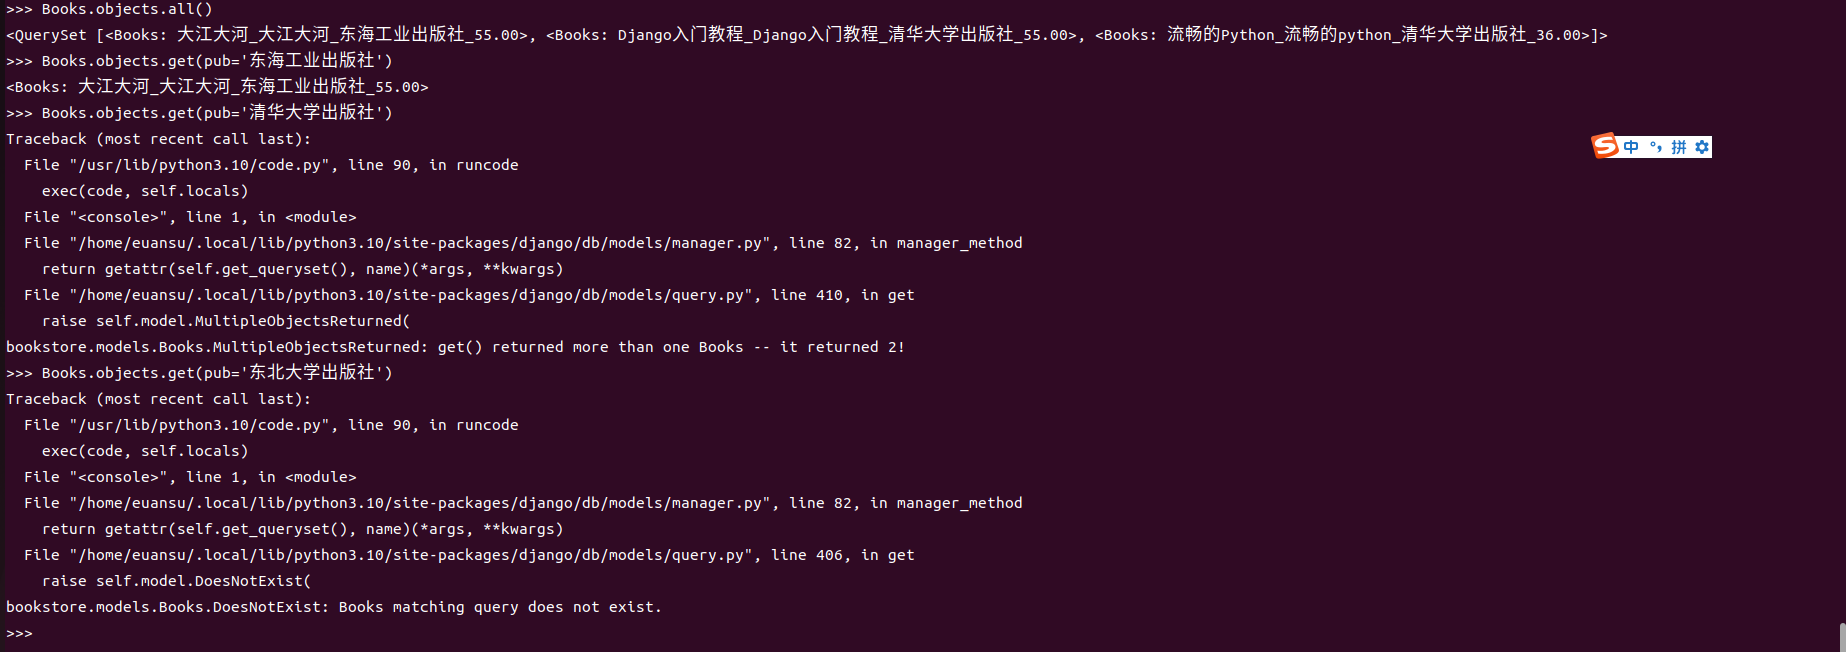 >>> Books.objects.all()
<QuerySet [<Books: 大江大河_大江大河_东海工业出版社_55.00>, <Books: Django入门教程_Django入门教程_清华大学出版社_55.00>, <Books: 流畅的Python_流畅的python_清华大学出版社_36.00>]>
>>> Books.objects.get(pub='东海工业出版社')
<Books: 大江大河_大江大河_东海工业出版社_55.00>
>>> Books.objects.get(pub='清华大学出版社')
Traceback (most recent call last):
  File "/usr/lib/python3.10/code.py", line 90, in runcode
    exec(code, self.locals)
  File "<console>", line 1, in <module>
  File "/home/euansu/.local/lib/python3.10/site-packages/django/db/models/manager.py", line 82, in manager_method
    return getattr(self.get_queryset(), name)(*args, **kwargs)
  File "/home/euansu/.local/lib/python3.10/site-packages/django/db/models/query.py", line 410, in get
    raise self.model.MultipleObjectsReturned(
bookstore.models.Books.MultipleObjectsReturned: get() returned more than one Books -- it returned 2!
>>> Books.objects.get(pub='东北大学出版社')
Traceback (most recent call last):
  File "/usr/lib/python3.10/code.py", line 90, in runcode
    exec(code, self.locals)
  File "<console>", line 1, in <module>
  File "/home/euansu/.local/lib/python3.10/site-packages/django/db/models/manager.py", line 82, in manager_method
    return getattr(self.get_queryset(), name)(*args, **kwargs)
  File "/home/euansu/.local/lib/python3.10/site-packages/django/db/models/query.py", line 406, in get
    raise self.model.DoesNotExist(
bookstore.models.Books.DoesNotExist: Books matching query does not exist.
>>>
S 中 °, 拼